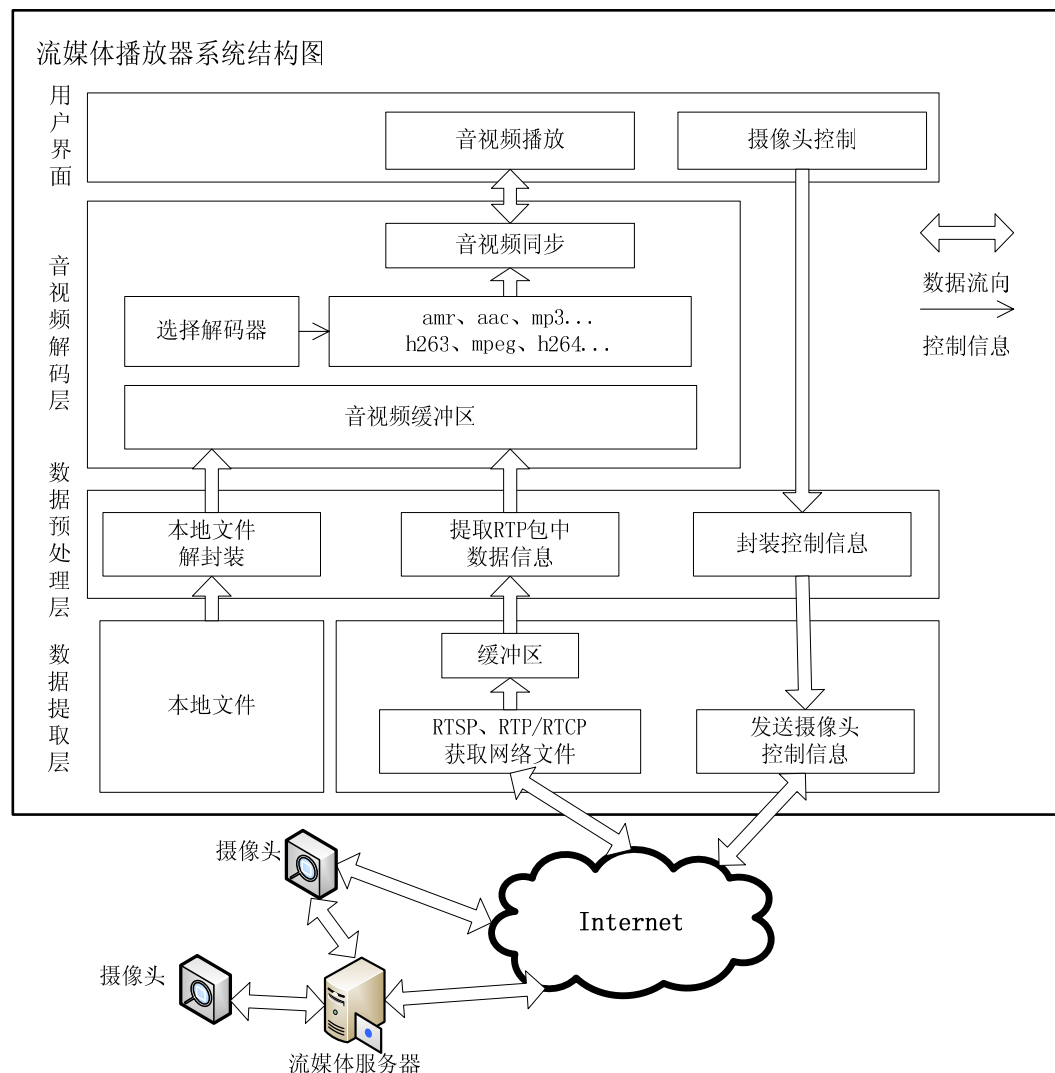 流媒体播放器系统结构图
用户界面
音视频播放
摄像头控制
音视频解码层
音视频同步
选择解码器
amr、aac、mp3...
h263、mpeg、h264...
音视频缓冲区
数据流向
控制信息
数据预处理层
本地文件
解封装
提取RTP包中
数据信息
封装控制信息
数据提取层
本地文件
缓冲区
RTSP、RTP/RTCP
获取网络文件
发送摄像头
控制信息
摄像头
Internet
摄像头
流媒体服务器